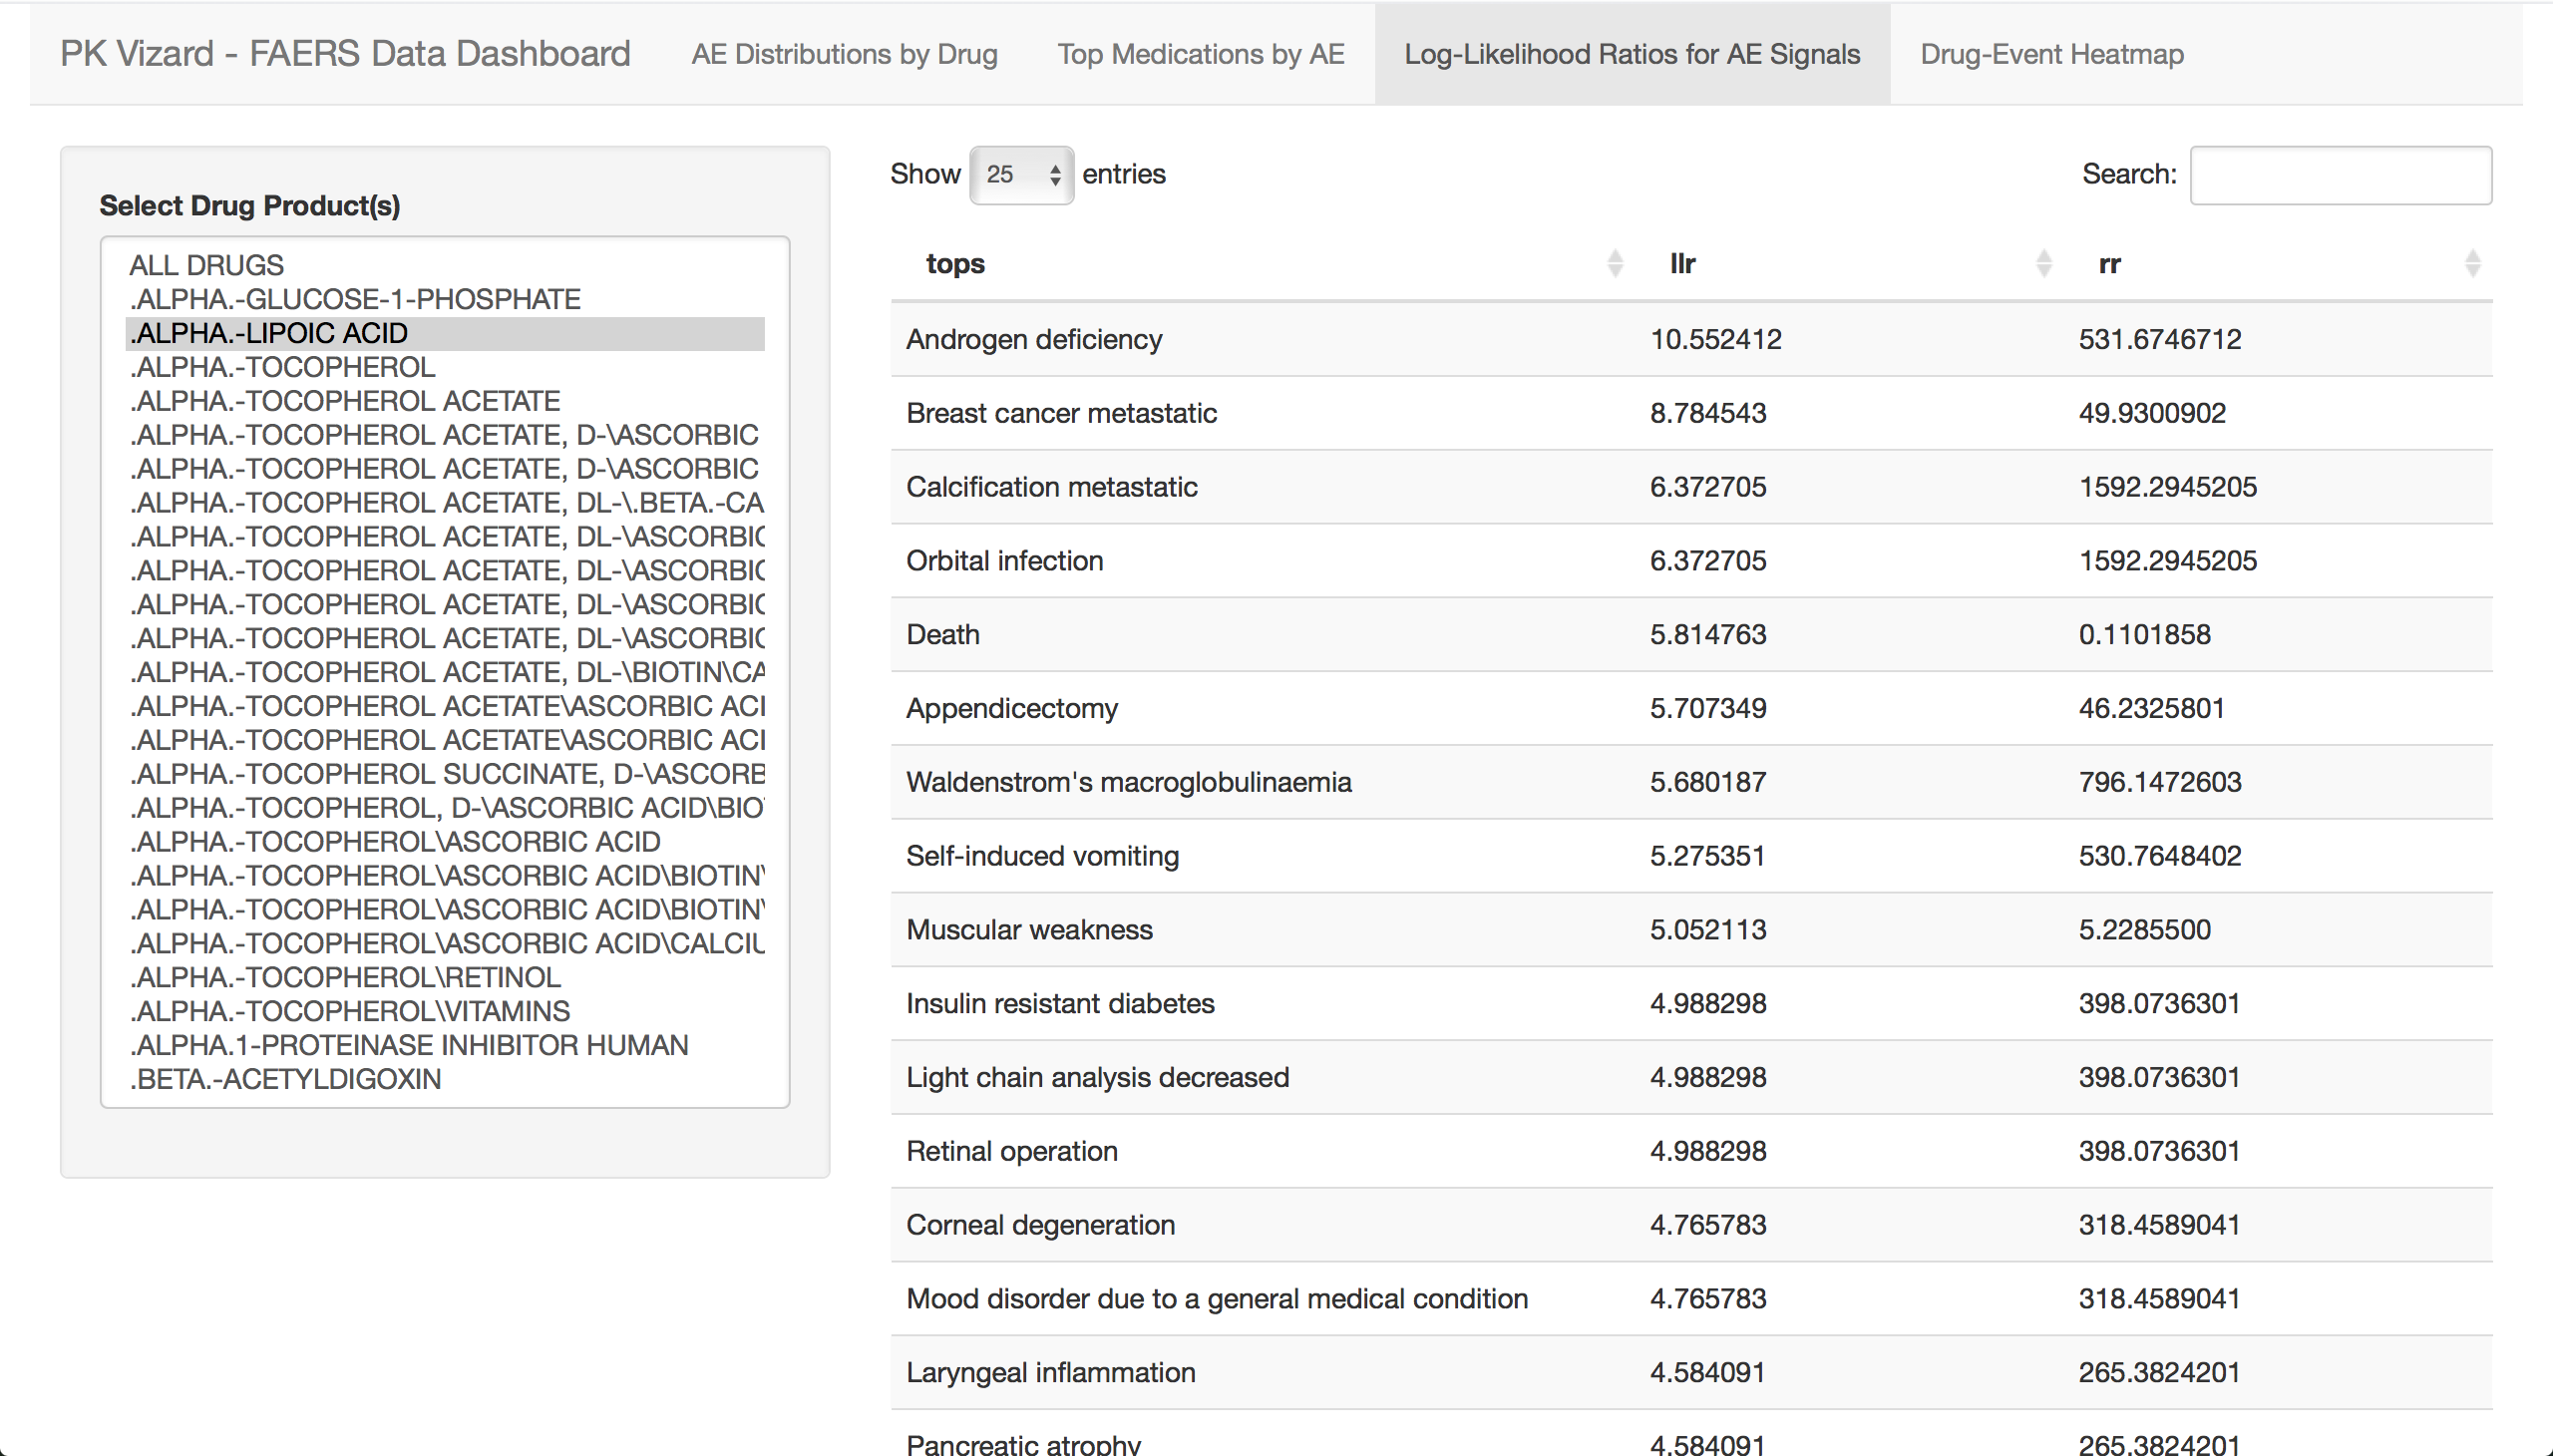 PK Vizard - FAERS Data Dashboard AE Distributions by Drug Top Medications by AE Log-Likelihood Ratios for AE Signals Drug-Event Heatmap
Select Drug Product(s)
ALL DRUGS
.ALPHA.-GLUCOSE-1-PHOSPHATE
.ALPHA.-LIPOIC ACID
.ALPHA.-TOCOPHEROL
.ALPHA.-TOCOPHEROL ACETATE
.ALPHA.-TOCOPHEROL ACETATE, D-\ASCORBIC
.ALPHA.-TOCOPHEROL ACETATE, D-\ASCORBIC
.ALPHA.-TOCOPHEROL ACETATE, DL-\.BETA.-CA
.ALPHA.-TOCOPHEROL ACETATE, DL-\ASCORBIC
.ALPHA.-TOCOPHEROL ACETATE, DL-\ASCORBIC
.ALPHA.-TOCOPHEROL ACETATE, DL-\ASCORBIC
.ALPHA.-TOCOPHEROL ACETATE, DL-\ASCORBIC
.ALPHA.-TOCOPHEROL ACETATE, DL-\BIOTIN\CA
.ALPHA.-TOCOPHEROL ACETATE\ASCORBIC ACI
.ALPHA.-TOCOPHEROL ACETATE\ASCORBIC ACI
.ALPHA.-TOCOPHEROL SUCCINATE, D-\ASCORB
.ALPHA.-TOCOPHEROL, D-\ASCORBIC ACID\BIOT
.ALPHA.-TOCOPHEROL\ASCORBIC ACID
.ALPHA.-TOCOPHEROL\ASCORBIC ACID\BIOTIN\
.ALPHA.-TOCOPHEROL\ASCORBIC ACID\BIOTIN\
.ALPHA.-TOCOPHEROL\ASCORBIC ACID\CALCIU
.ALPHA.-TOCOPHEROL\RETINOL
.ALPHA.-TOCOPHEROL\VITAMINS
.ALPHA.1-PROTEINASE INHIBITOR HUMAN
.BETA.-ACETYLDIGOXIN
Show 25 entries Search:
tops llr rr
Androgen deficiency 10.552412 531.6746712
Breast cancer metastatic 8.784543 49.9300902
Calcification metastatic 6.372705 1592.2945205
Orbital infection 6.372705 1592.2945205
Death 5.814763 0.1101858
Appendicectomy 5.707349 46.2325801
Waldenstrom's macroglobulinaemia 5.680187 796.1472603
Self-induced vomiting 5.275351 530.7648402
Muscular weakness 5.052113 5.2285500
Insulin resistant diabetes 4.988298 398.0736301
Light chain analysis decreased 4.988298 398.0736301
Retinal operation 4.988298 398.0736301
Corneal degeneration 4.765783 318.4589041
Mood disorder due to a general medical condition 4.765783 318.4589041
Laryngeal inflammation 4.584091 265.3824201
Pancreatic atrophy 4.584091 265.3824201